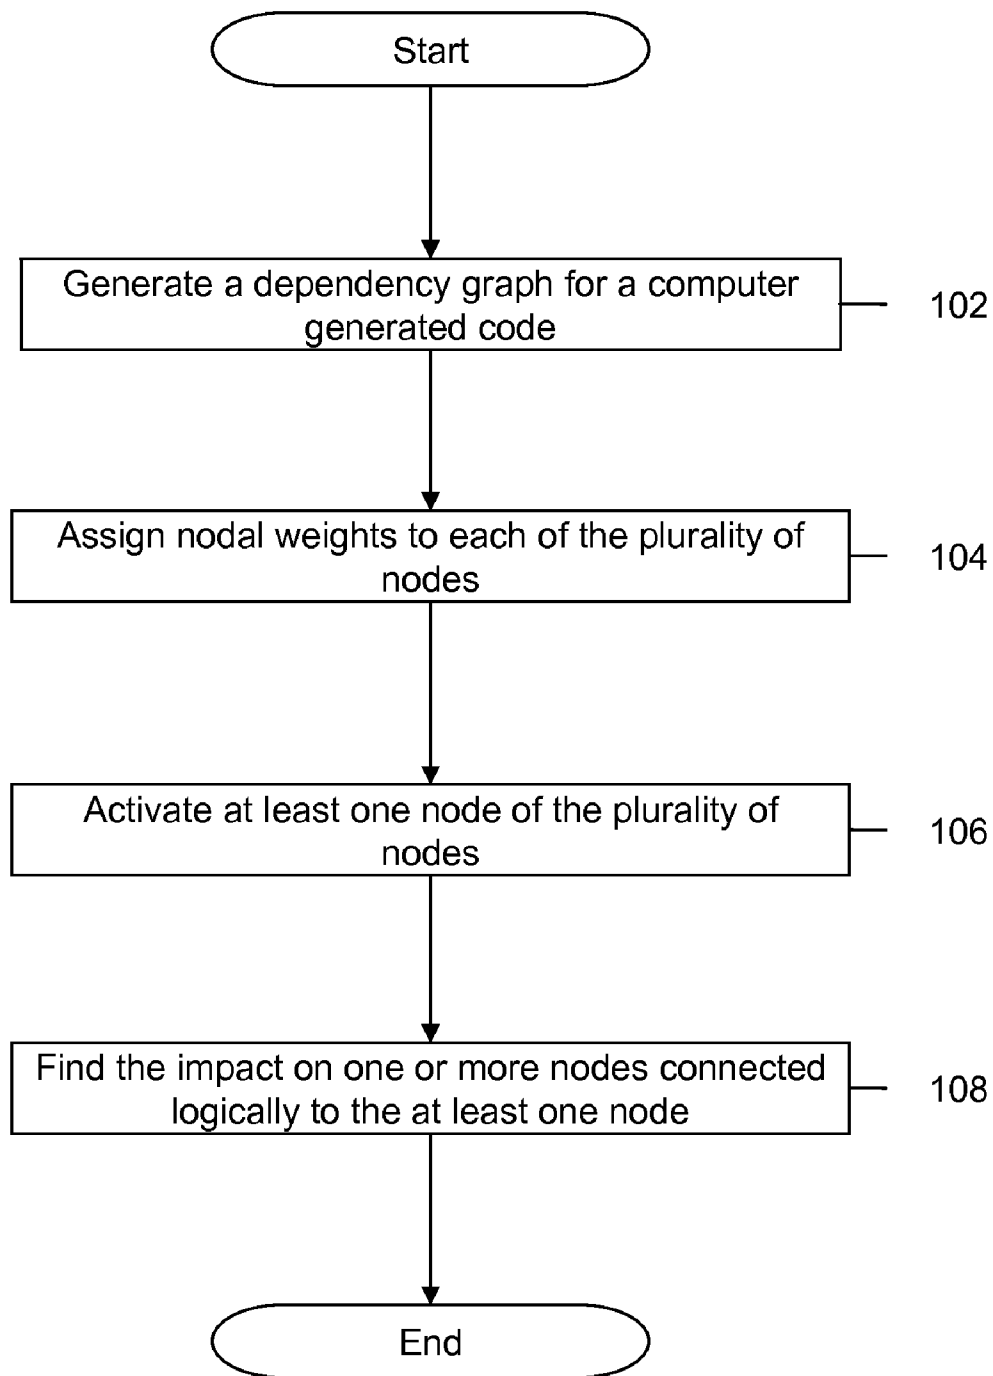 Start
Generate a dependency graph for a computer
generated code
102
Assign nodal weights to each of the plurality of
nodes
104
Activate at least one node of the plurality of
nodes
106
Find the impact on one or more nodes connected
logically to the at least one node
108
End